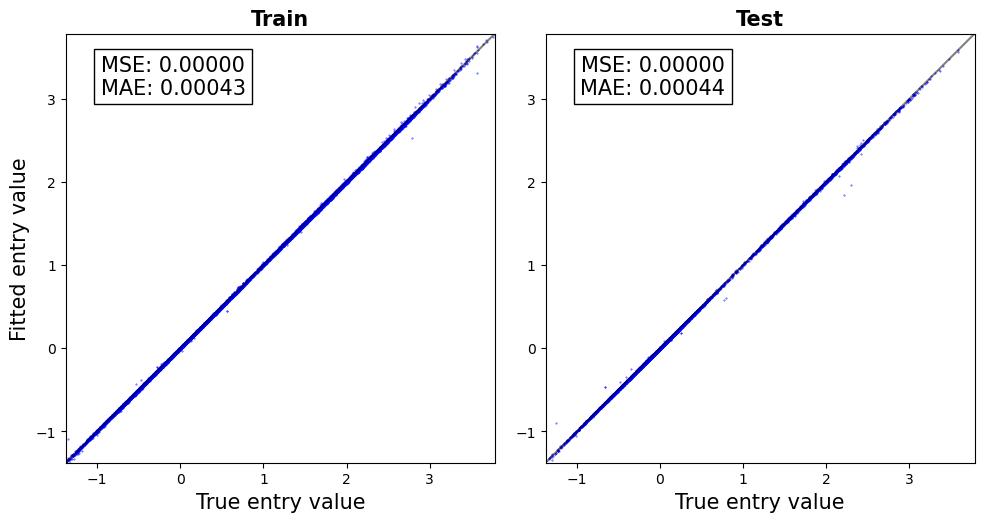 Train
MSE: 0.00000
MAE: 0.00043
3
2
1
0
−1
Fitted entry value
−1
0
1
2
3
True entry value
Test
MSE: 0.00000
MAE: 0.00044
3
2
1
0
−1
−1
0
1
2
3
True entry value